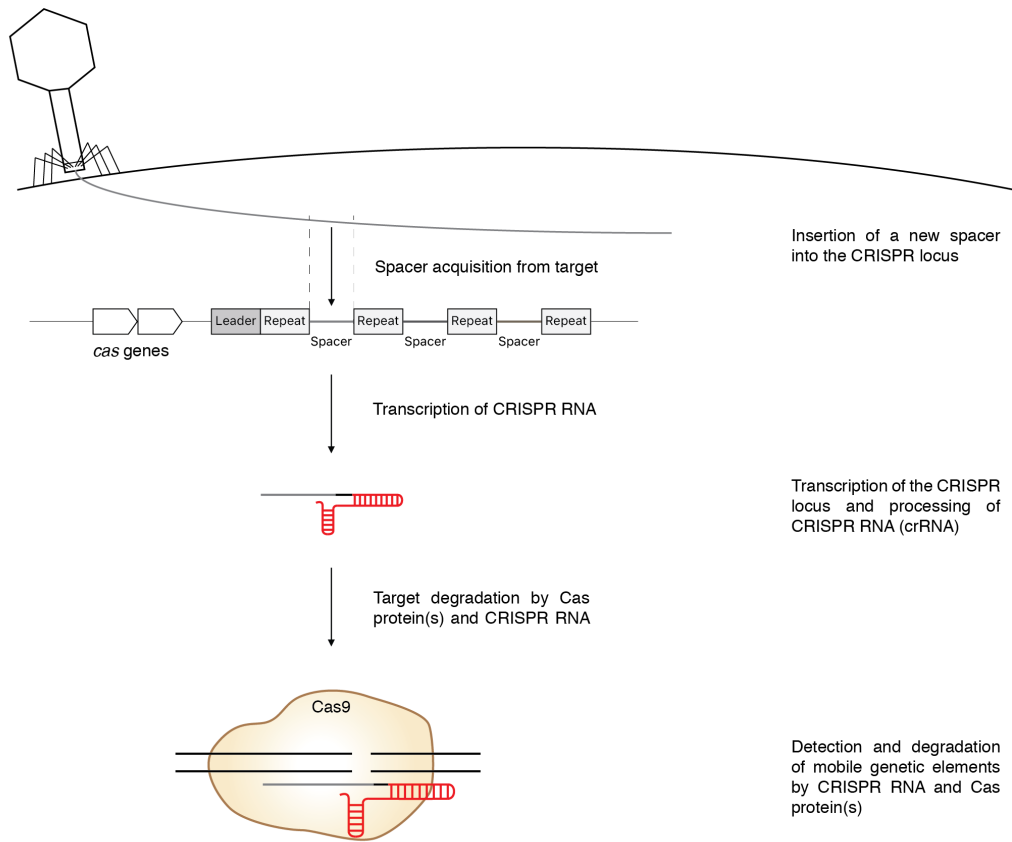 Insertion of a new spacer
into the CRISPR locus
Spacer acquisition from target
Leader Repeat Repeat Repeat Repeat
Spacer Spacer Spacer
cas genes
Transcription of CRISPR RNA
Transcription of the CRISPR
locus and processing of
CRISPR RNA (crRNA)
Target degradation by Cas
protein(s) and CRISPR RNA
Cas9
Detection and degradation
of mobile genetic elements
by CRISPR RNA and Cas
protein(s)